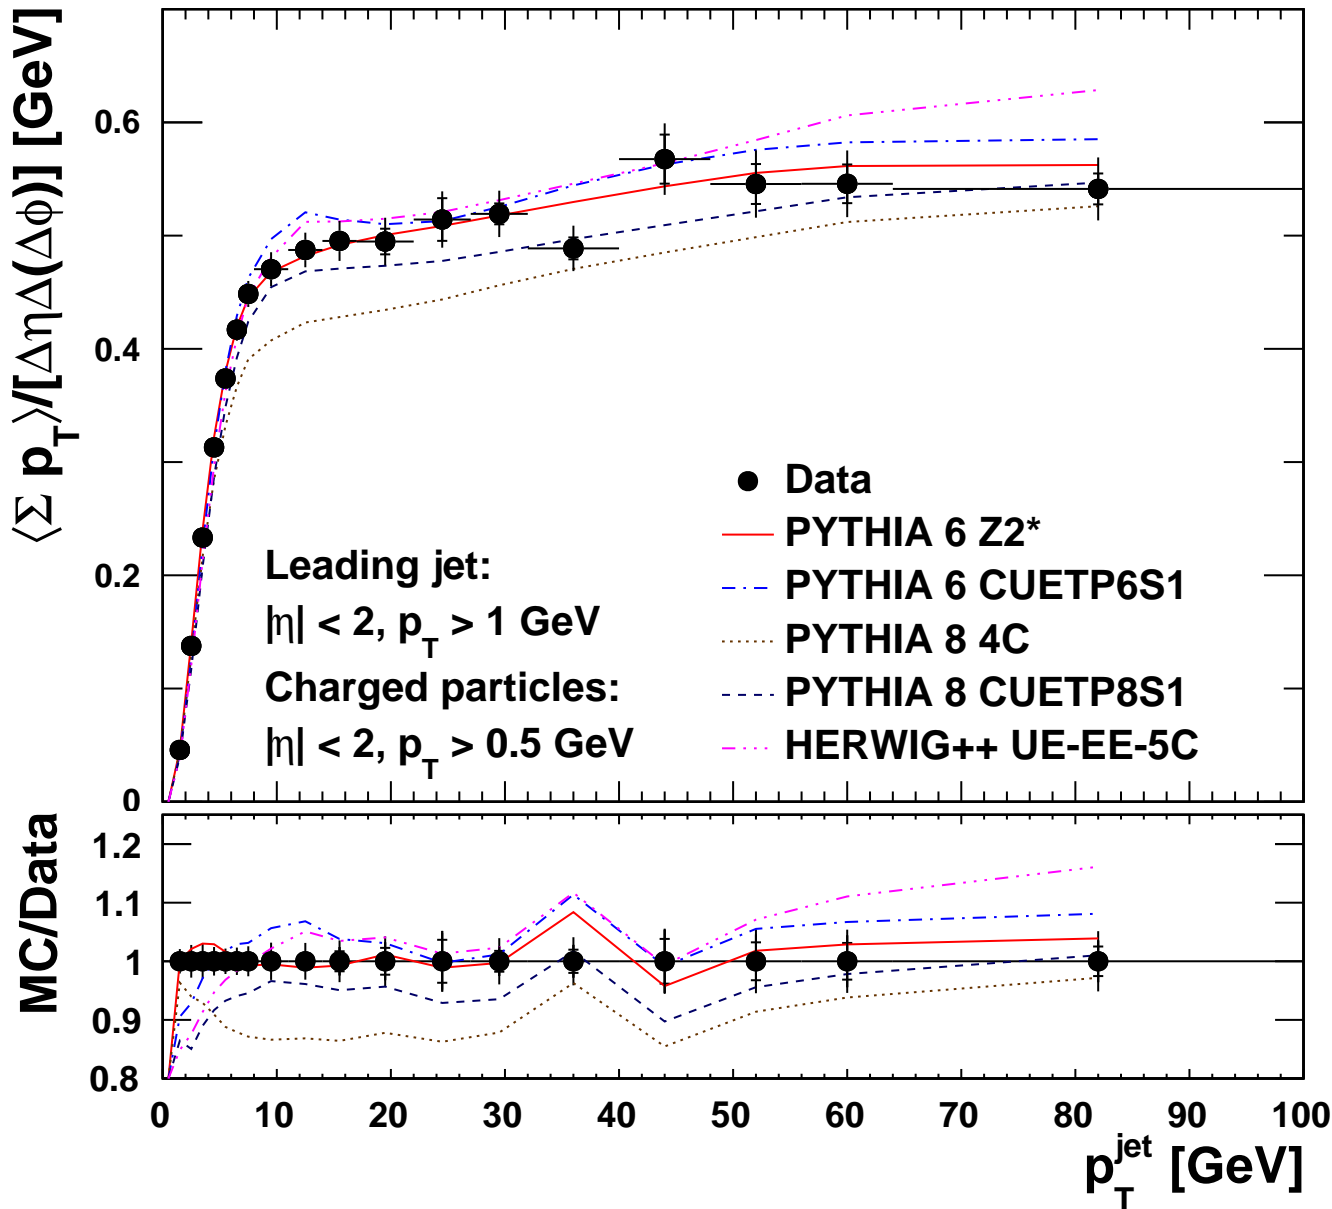 ⟨Σ p_T⟩/[ΔηΔ(Δϕ)] [GeV]
0.6
0.4
0.2
0
Data
PYTHIA 6 Z2*
PYTHIA 6 CUETP6S1
PYTHIA 8 4C
PYTHIA 8 CUETP8S1
HERWIG++ UE-EE-5C
Leading jet:
|η| < 2, p_T > 1 GeV
Charged particles:
|η| < 2, p_T > 0.5 GeV
MC/Data
1.2
1.1
1
0.9
0.8
0 10 20 30 40 50 60 70 80 90 100
p_T^jet [GeV]